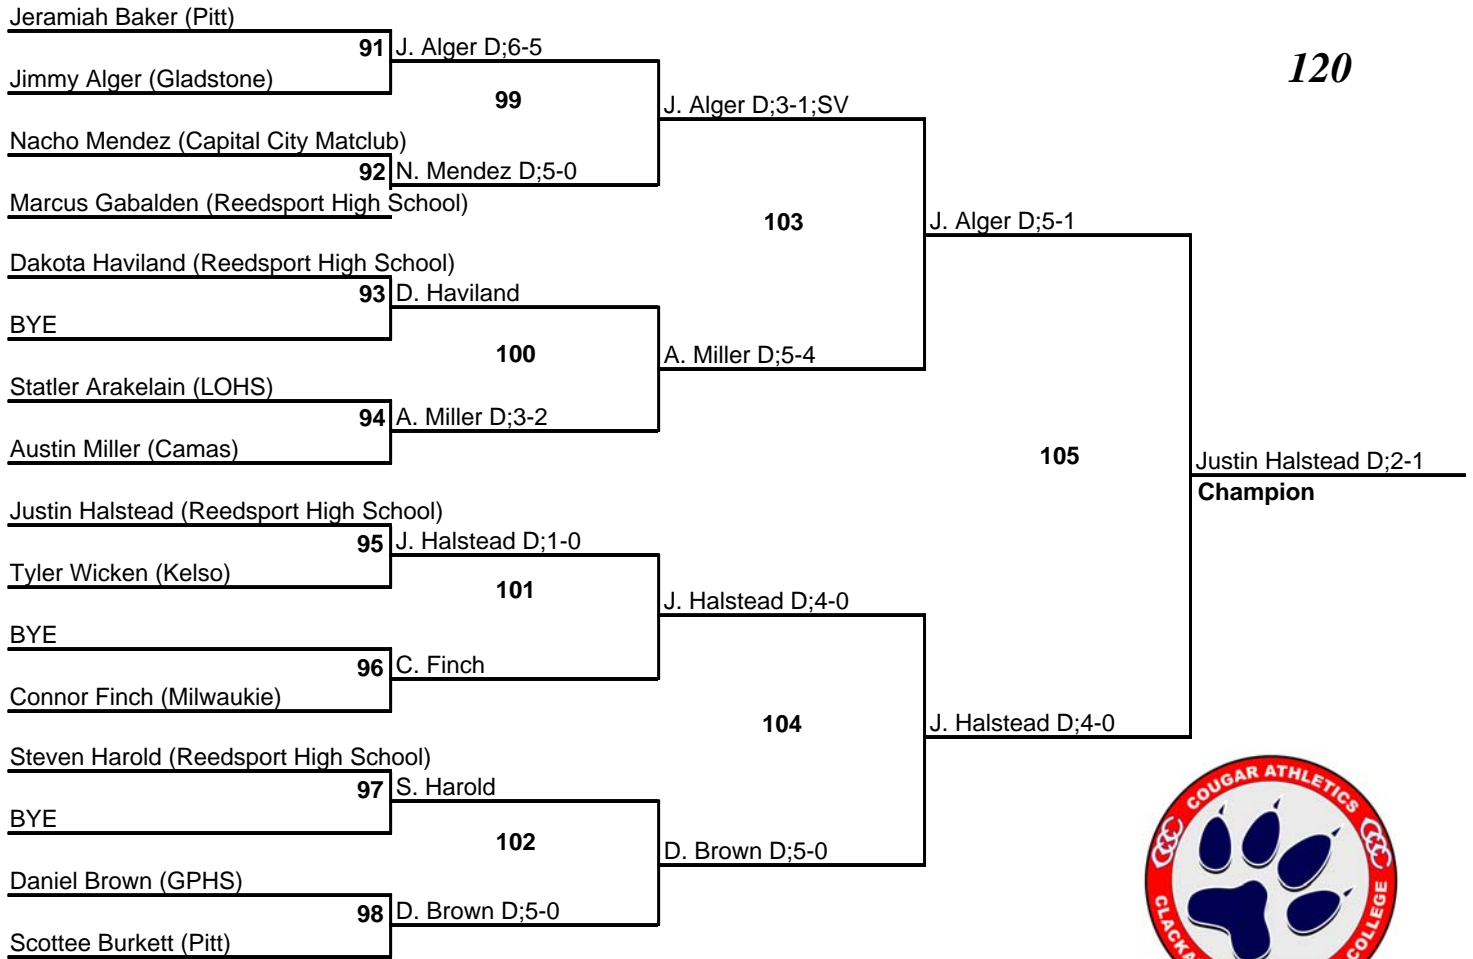 120
Jeramiah Baker (Pitt)
91 J. Alger D;6-5
Jimmy Alger (Gladstone)
99
J. Alger D;3-1;SV
Nacho Mendez (Capital City Matclub)
92 N. Mendez D;5-0
Marcus Gabalden (Reedsport High School)
103
J. Alger D;5-1
Dakota Haviland (Reedsport High School)
93 D. Haviland
BYE
100
A. Miller D;5-4
Statler Arakelain (LOHS)
94 A. Miller D;3-2
Austin Miller (Camas)
105
Justin Halstead D;2-1
Champion
Justin Halstead (Reedsport High School)
95 J. Halstead D;1-0
Tyler Wicken (Kelso)
101
J. Halstead D;4-0
BYE
96 C. Finch
Connor Finch (Milwaukie)
104
J. Halstead D;4-0
Steven Harold (Reedsport High School)
97 S. Harold
BYE
102
D. Brown D;5-0
Daniel Brown (GPHS)
98 D. Brown D;5-0
Scottee Burkett (Pitt)
COUGAR ATHLETICS
CLACKA
COLLEGE